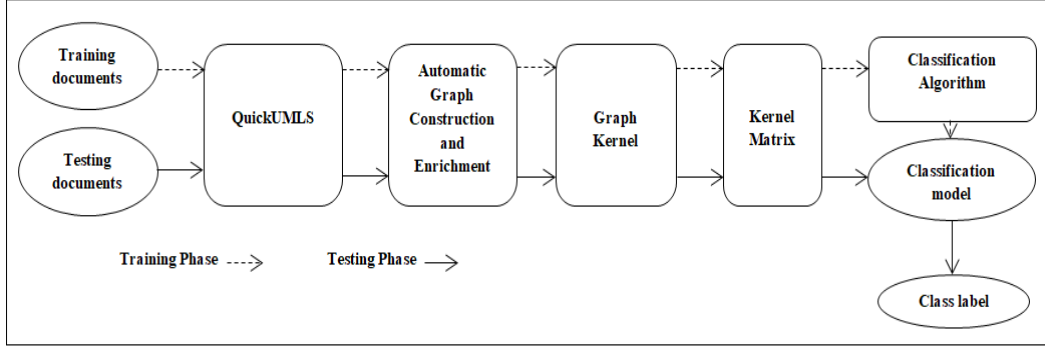 Training
documents
Testing
documents
QuickUMLS
Automatic
Graph
Construction
and
Enrichment
Graph
Kernel
Kernel
Matrix
Classification
Algorithm
Classification
model
Class label
Training Phase
Testing Phase